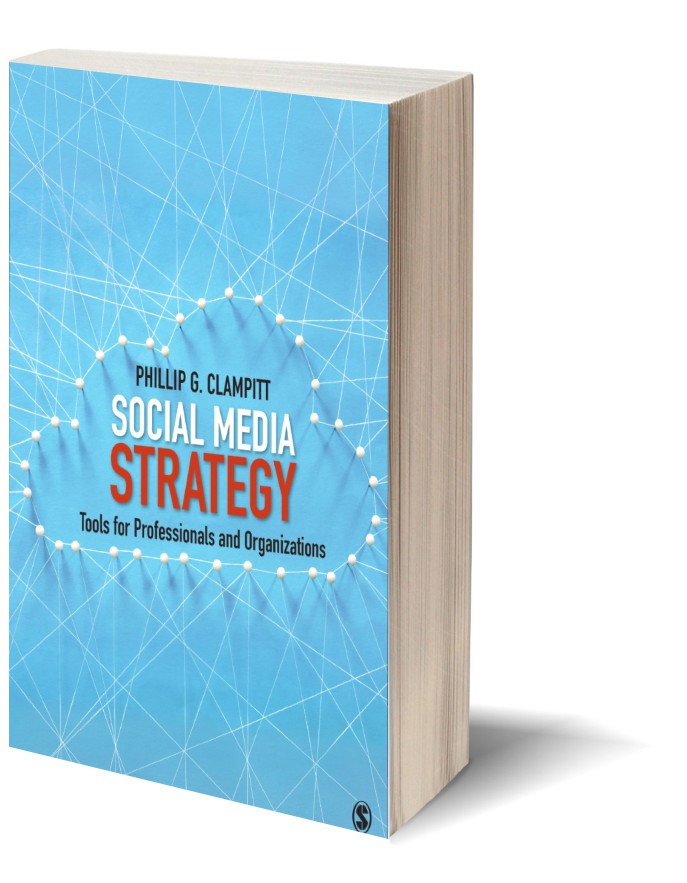 PHILLIP G. CLAMPITT
SOCIAL MEDIA
STRATEGY
Tools for Professionals and Organizations
S